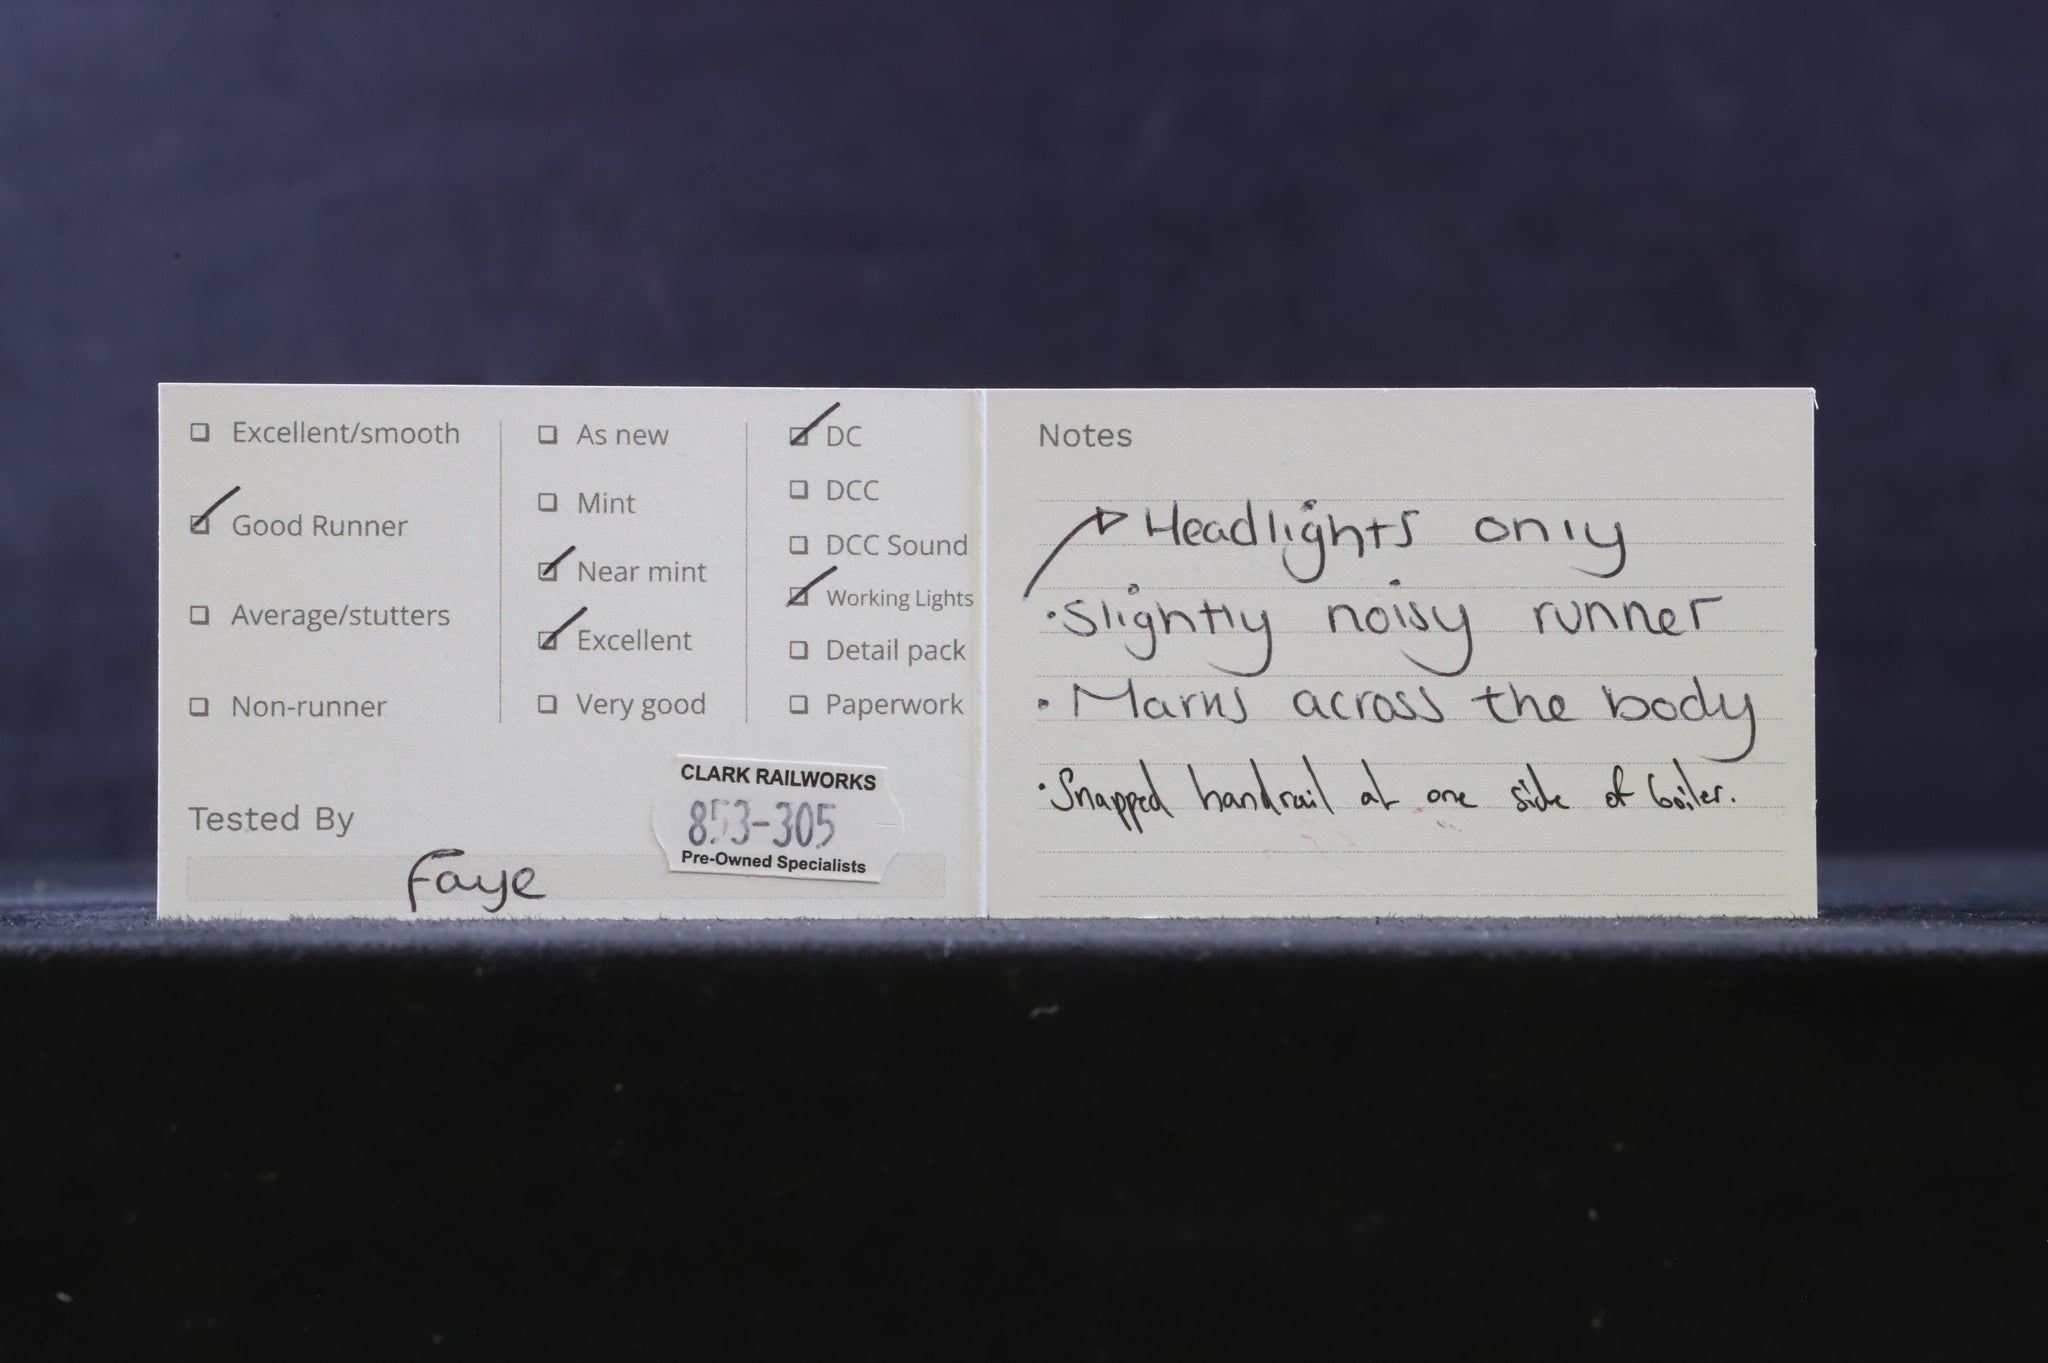 Excellent/smooth
Good Runner
Average/stutters
Non-runner
As new
Mint
Near mint
Excellent
Very good
DC
DCC
DCC Sound
Working Lights
Detail pack
Paperwork
Tested By
Faye
CLARK RAILWORKS
853-305
Pre-Owned Specialists
Notes
Headlights only
• Slightly noisy runner
• Marks across the body
• Snapped handrail at one side of boiler.